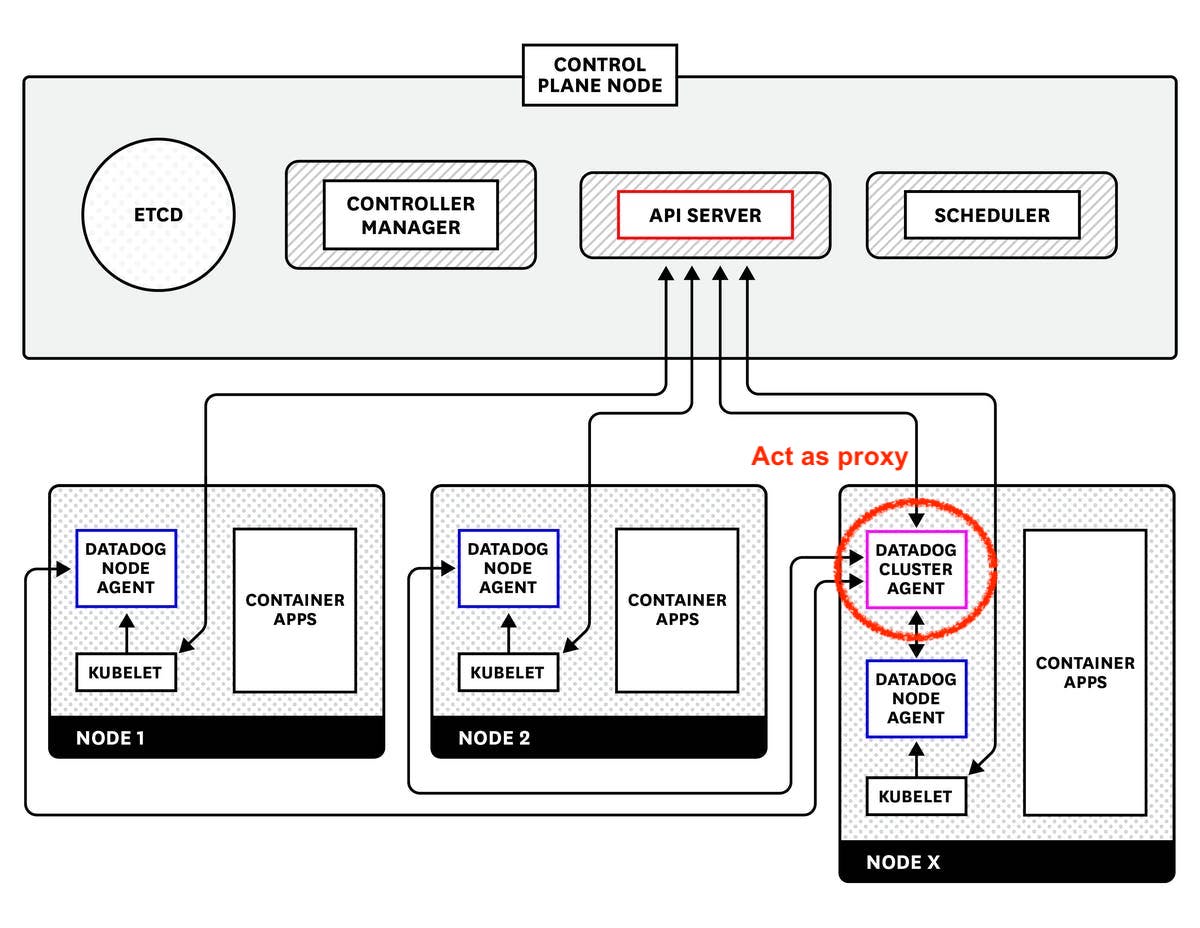 CONTROL
PLANE NODE
ETCD
CONTROLLER
MANAGER
API SERVER
SCHEDULER
Act as proxy
DATADOG
NODE
AGENT
CONTAINER
APPS
KUBELET
NODE 1
DATADOG
NODE
AGENT
CONTAINER
APPS
KUBELET
NODE 2
DATADOG
CLUSTER
AGENT
DATADOG
NODE
AGENT
CONTAINER
APPS
KUBELET
NODE X